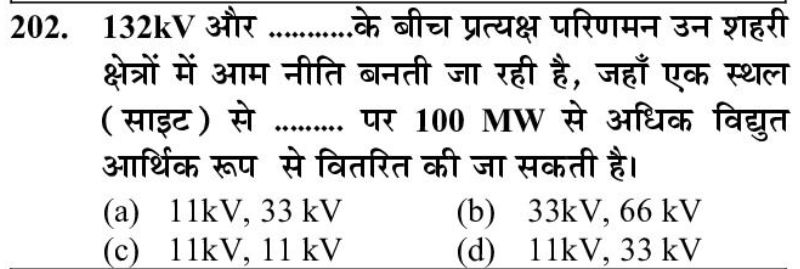 202. 132kV और ............के बीच प्रत्यक्ष परिणमन उन शहरी
क्षेत्रों में आम नीति बनती जा रही है, जहाँ एक स्थल
( साइट ) से .......... पर 100 MW से अधिक विद्युत
आर्थिक रूप से वितरित की जा सकती है।
(a) 11kV, 33 kV (b) 33kV, 66 kV
(c) 11kV, 11 kV (d) 11kV, 33 kV